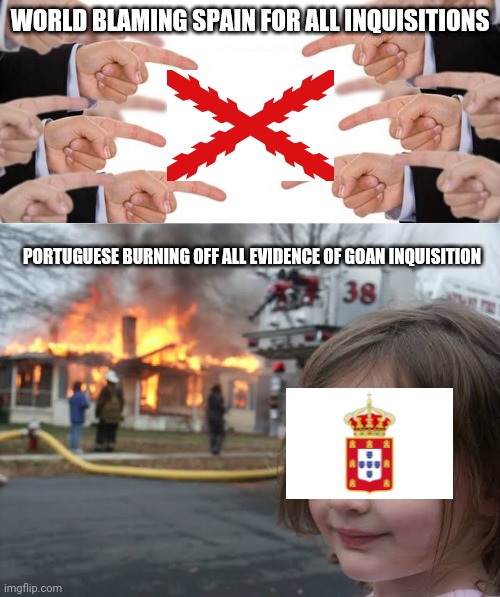 WORLD BLAMING SPAIN FOR ALL INQUISITIONS
PORTUGUESE BURNING OFF ALL EVIDENCE OF GOAN INQUISITION
38
imgflip.com